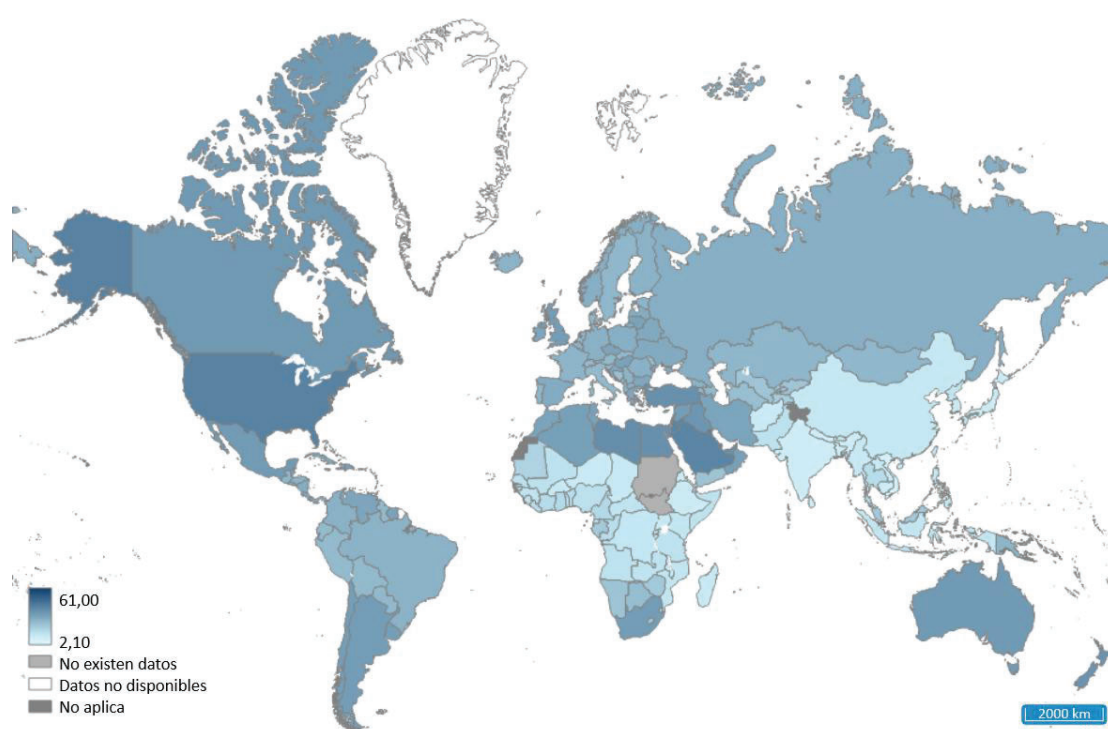 61,00
2,10
No existen datos
Datos no disponibles
No aplica
2000 km